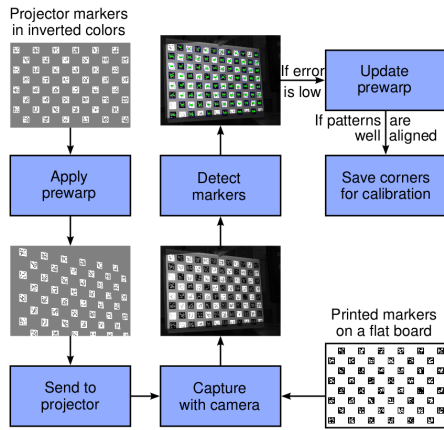 Projector markers
in inverted colors
Apply
prewarp
Send to
projector
Capture
with camera
Detect
markers
If error
is low
Update
prewarp
If patterns are
well aligned
Save corners
for calibration
Printed markers
on a flat board